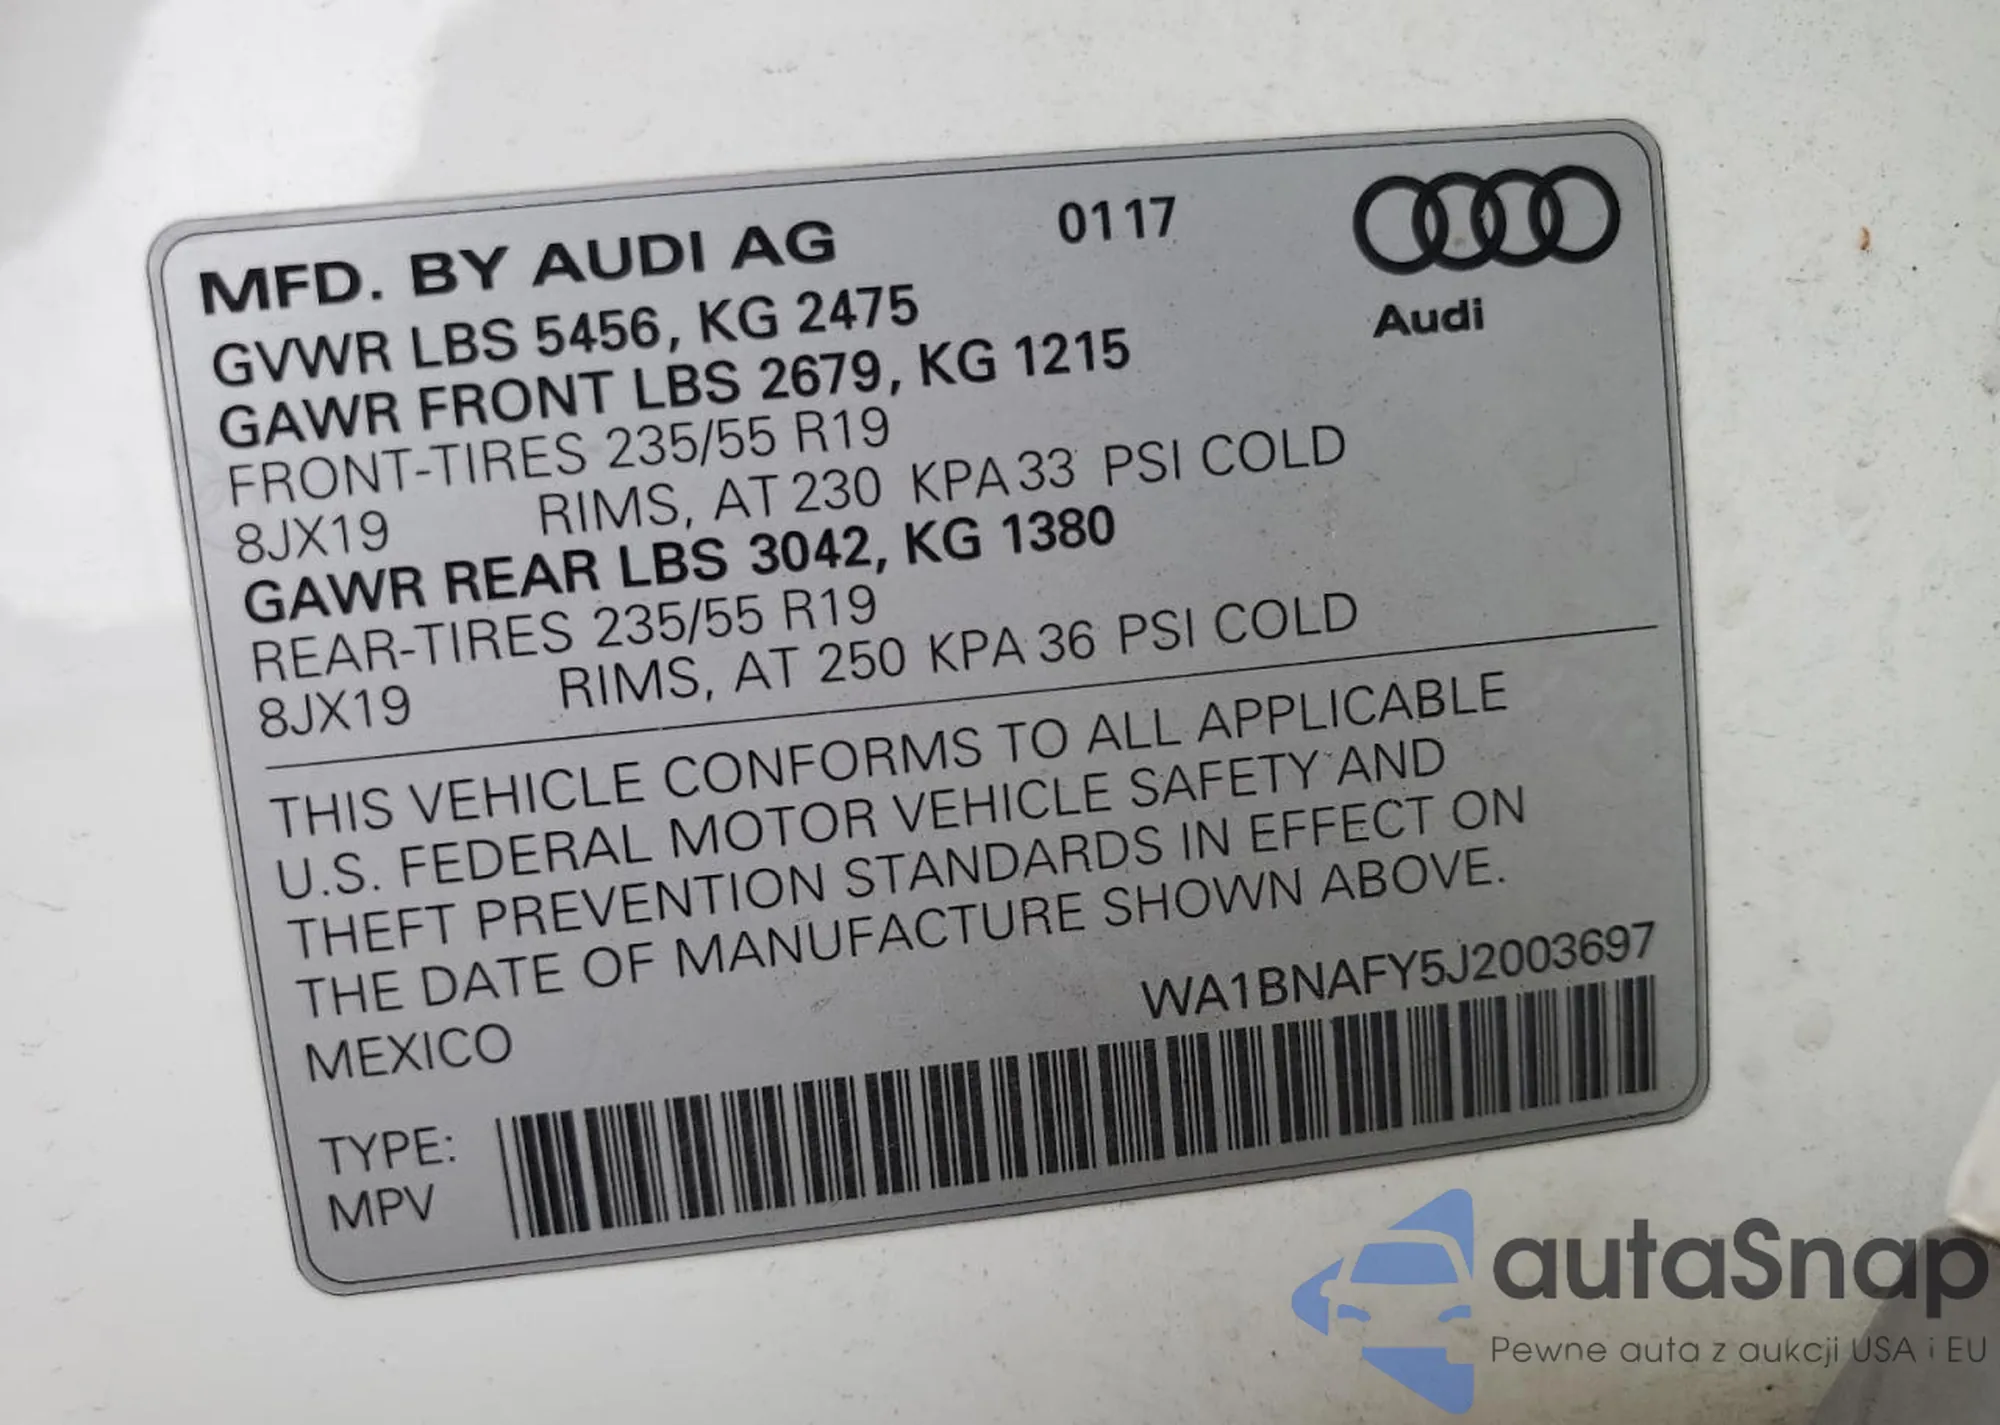 MFD. BY AUDI AG 0117
Audi
GVWR LBS 5456, KG 2475
GAWR FRONT LBS 2679, KG 1215
FRONT-TIRES 235/55 R19
8JX19 RIMS, AT 230 KPA 33 PSI COLD
GAWR REAR LBS 3042, KG 1380
REAR-TIRES 235/55 R19
8JX19 RIMS, AT 250 KPA 36 PSI COLD
THIS VEHICLE CONFORMS TO ALL APPLICABLE
U.S. FEDERAL MOTOR VEHICLE SAFETY AND
THEFT PREVENTION STANDARDS IN EFFECT ON
THE DATE OF MANUFACTURE SHOWN ABOVE.
MEXICO WA1BNAFY5J2003697
TYPE:
MPV
autaSnap
Pewne auta z aukcji USA i EU